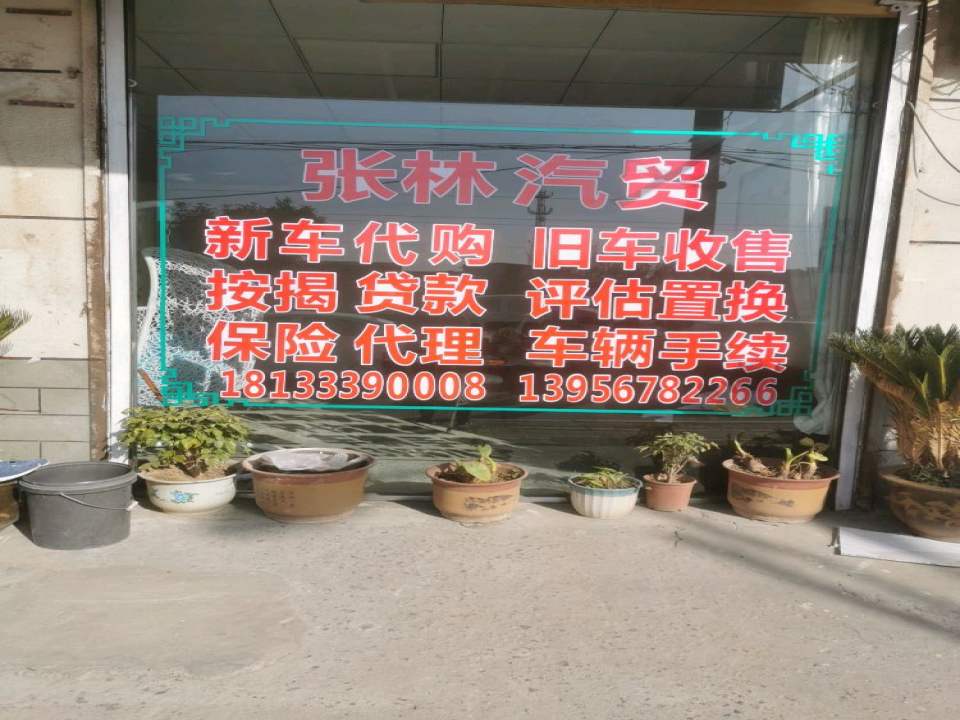 张林汽贸
新车代购 旧车收售
按揭贷款 评估置换
保险代理 车辆手续
18133390008 13956782266